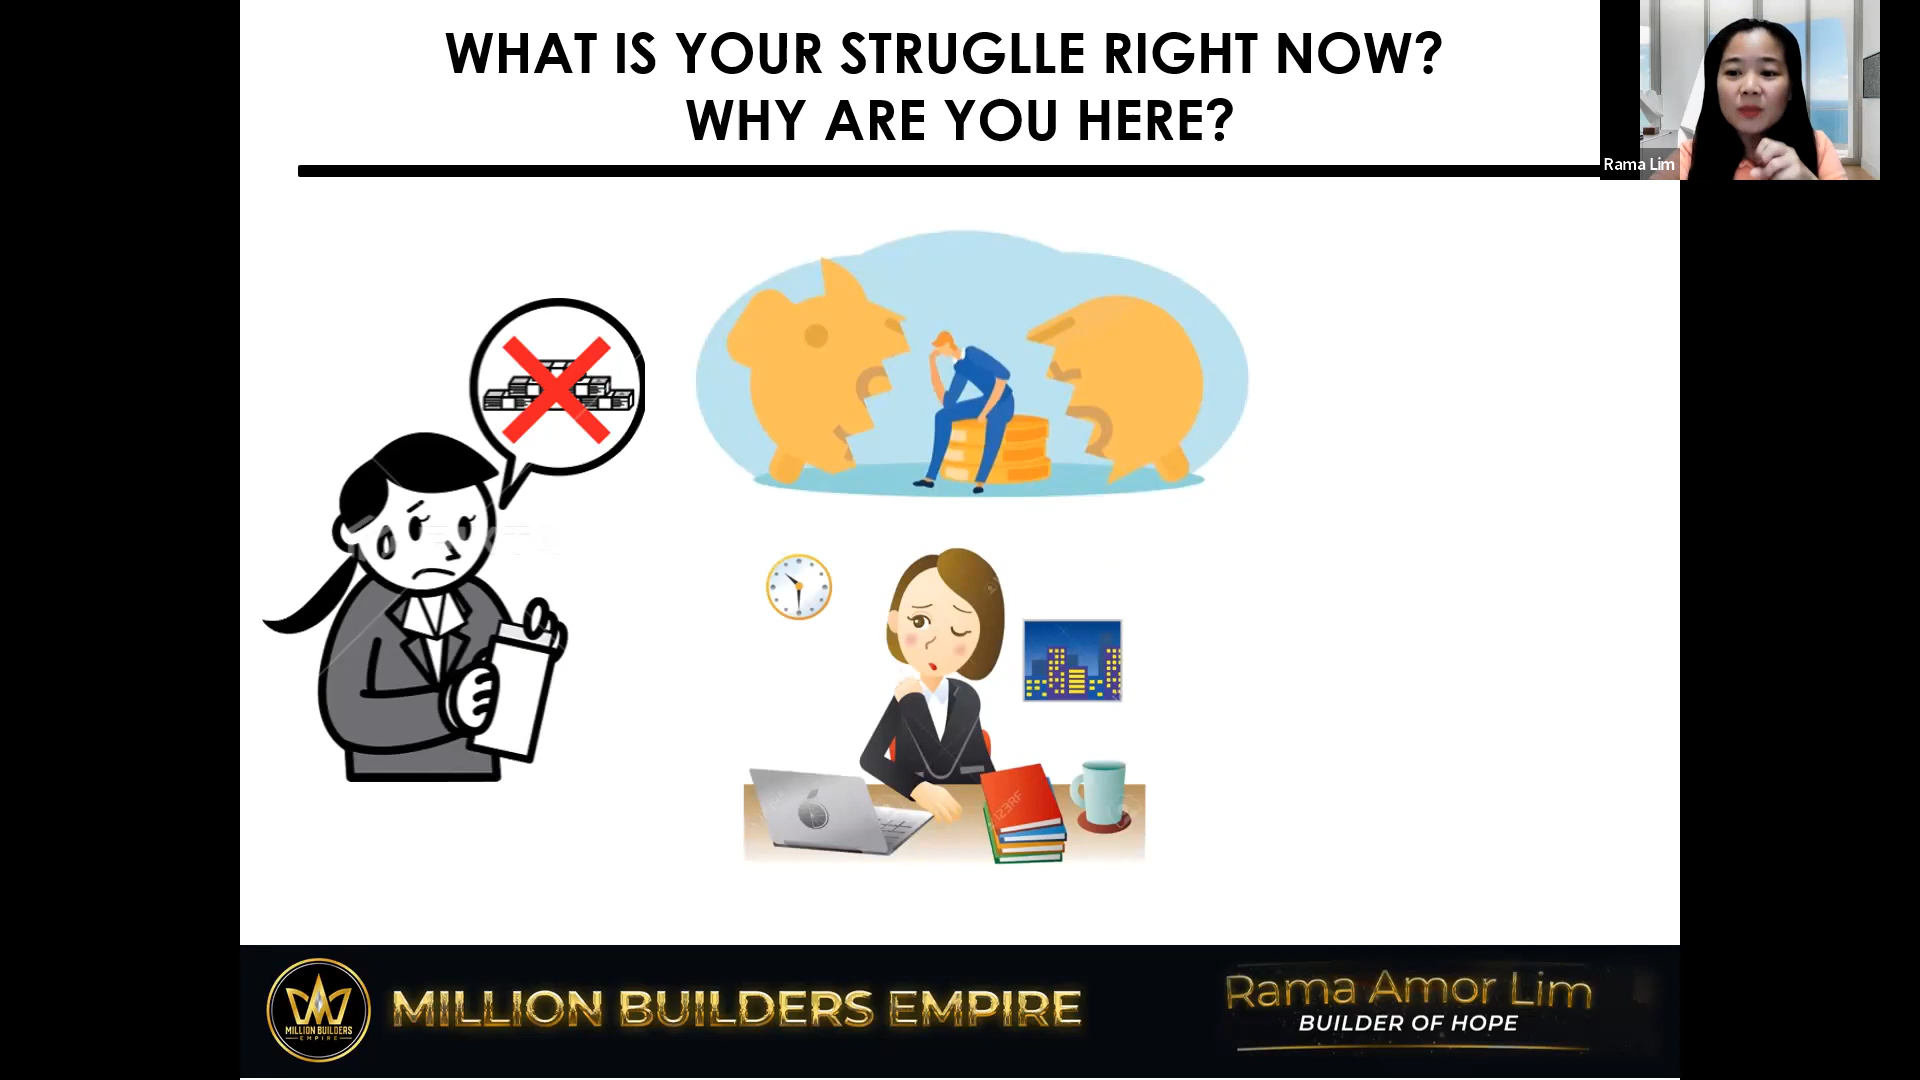 WHAT IS YOUR STRUGLLE RIGHT NOW?
WHY ARE YOU HERE?
Rama Lim
123RF
MILLION BUILDERS
EMPIRE
MILLION BUILDERS EMPIRE
Rama Amor Lim
BUILDER OF HOPE